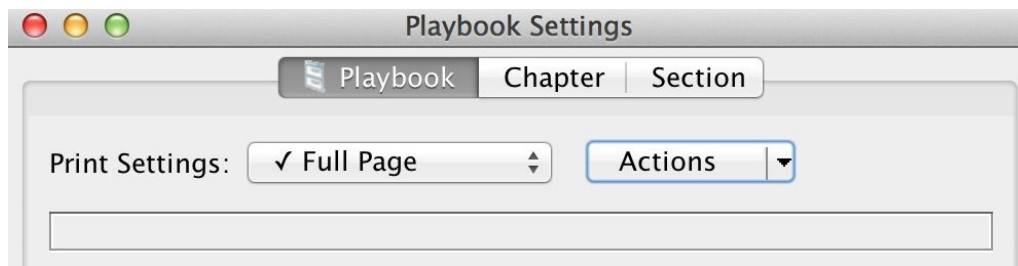 Playbook Settings
Playbook Chapter Section
Print Settings: ✓ Full Page Actions